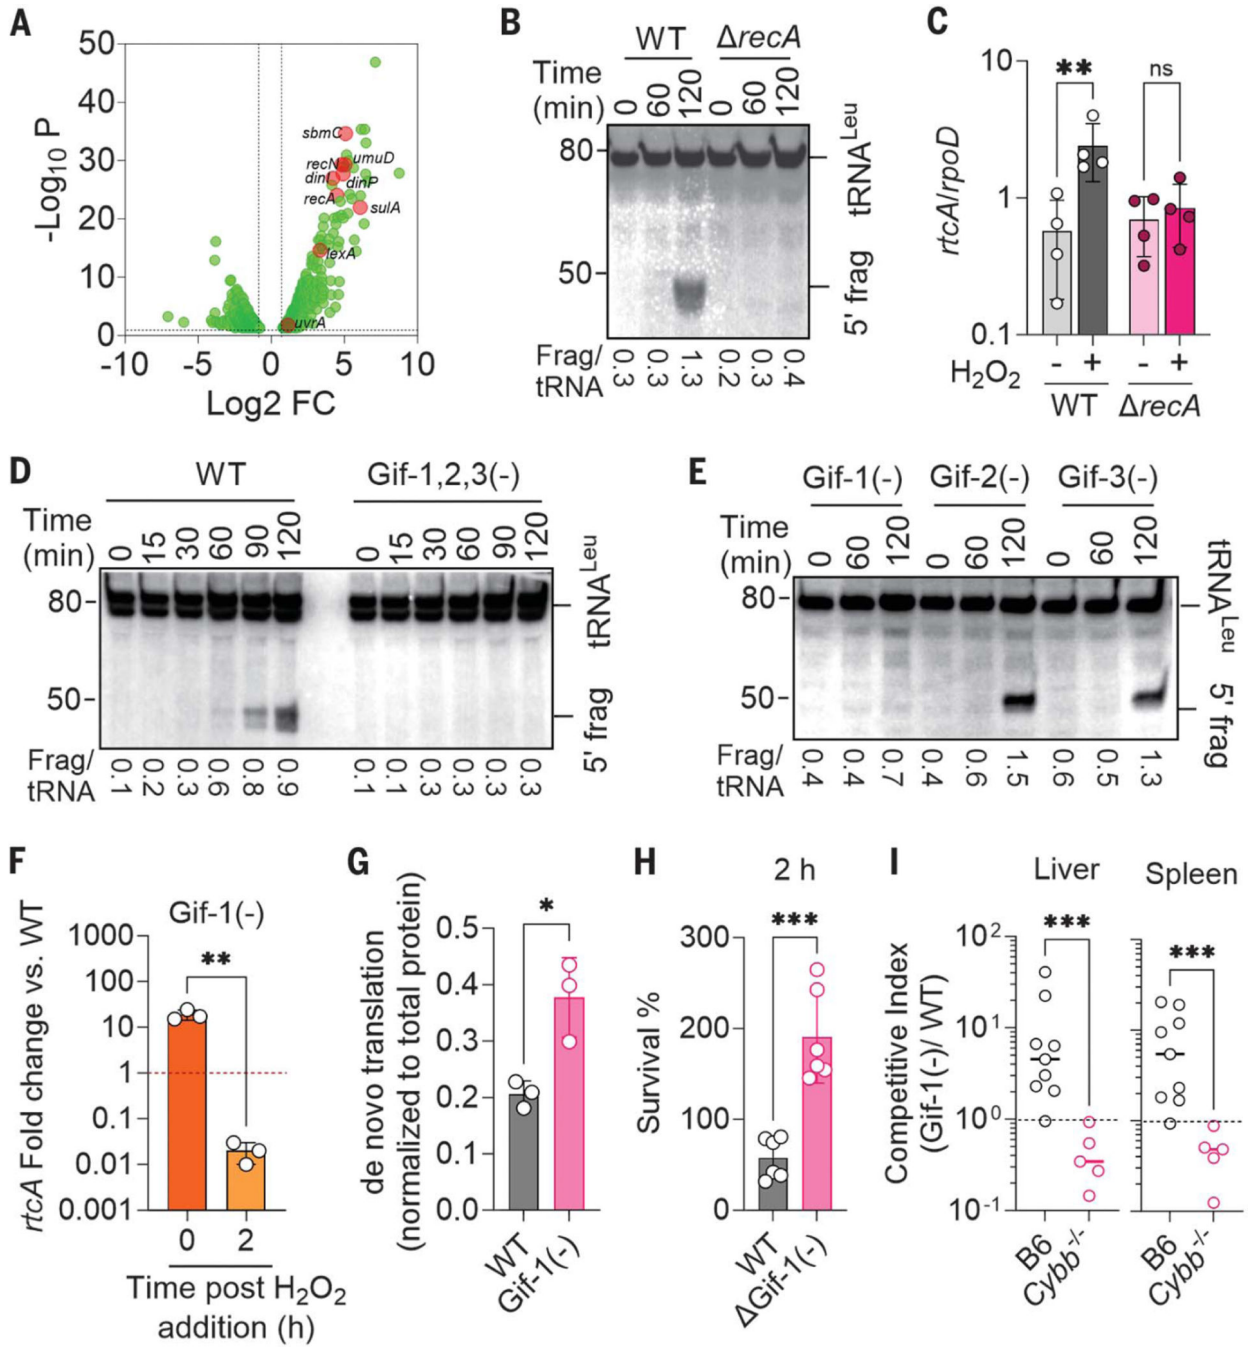 A
50
40
30
20
10
0
-Log10 P
-10 -5 0 5 10
Log2 FC
sbmC
recN umuD
dinI dinP
recA
sulA
lexA
uvrA
B
WT ΔrecA
Time
(min)
0 60 120 0 60 120
80
50
tRNALeu
5' frag
Frag/
tRNA
0.3 0.3 1.3 0.2 0.3 0.4
C
rtcA/rpoD
10
1
0.1
** ns
H2O2 - + - +
WT ΔrecA
D
WT Gif-1,2,3(-)
Time
(min)
0 15 30 60 90 120 0 15 30 60 90 120
80
50
tRNALeu
5' frag
Frag/
tRNA
0.1 0.2 0.3 0.6 0.8 0.9 0.1 0.1 0.3 0.3 0.3 0.3
E
Gif-1(-) Gif-2(-) Gif-3(-)
Time
(min)
0 60 120 0 60 120 0 60 120
80
50
tRNALeu
5' frag
Frag/
tRNA
0.4 0.4 0.7 0.4 0.6 1.5 0.6 0.5 1.3
F
Gif-1(-)
rtcA Fold change vs. WT
1000
100
10
1
0.1
0.01
0.001
**
0 2
Time post H2O2
addition (h)
G
de novo translation
(normalized to total protein)
0.5
0.4
0.3
0.2
0.1
0.0
*
WT
Gif-1(-)
H
2 h
Survival %
300
200
100
0
***
WT
ΔGif-1(-)
I
Liver Spleen
Competitive Index
(Gif-1(-)/ WT)
10²
10¹
10⁰
10-¹
*** ***
B6
Cybb-/-
B6
Cybb-/-